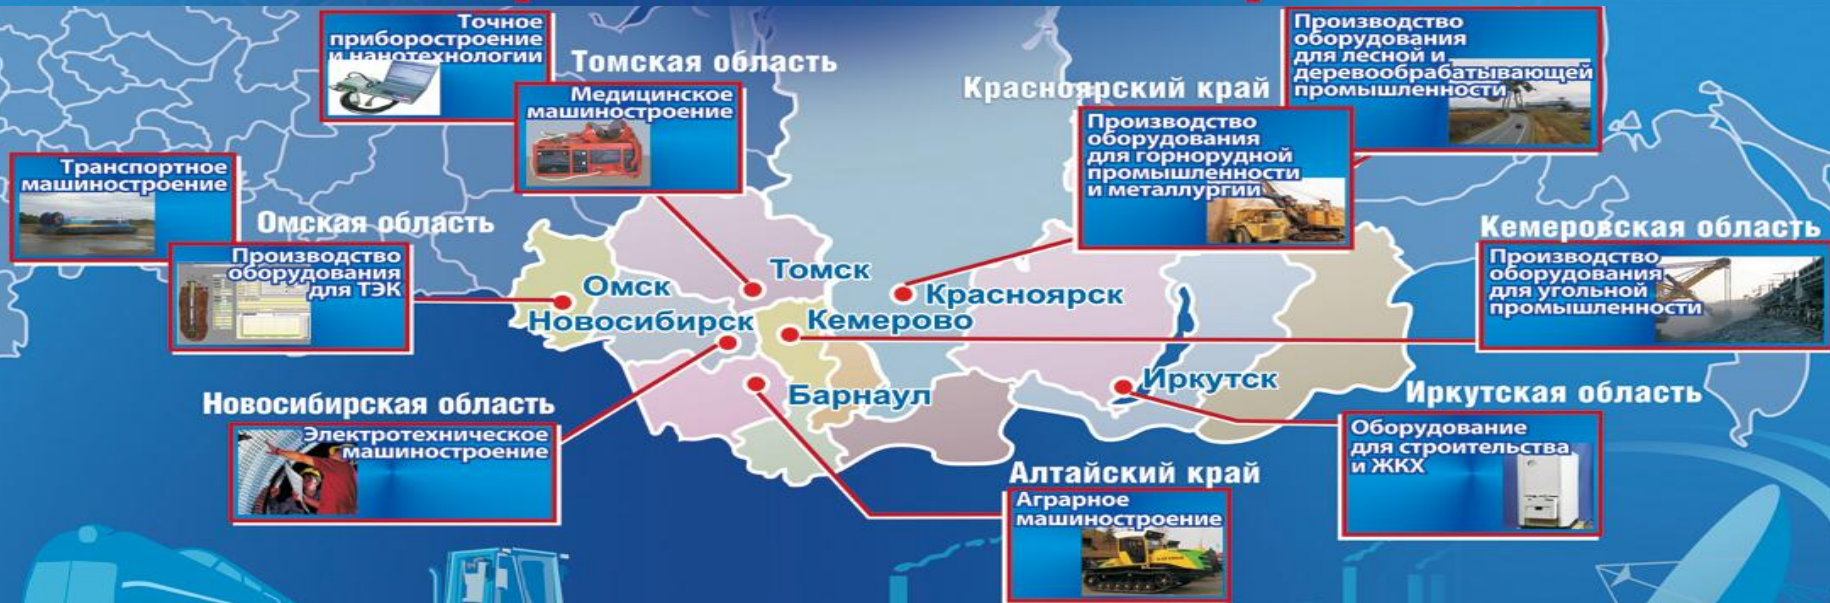 Точное
приборостроение
и нанотехнологии
Томская область
Медицинское
машиностроение
Красноярский край
Производство
оборудования
для лесной и
деревообрабатывающей
промышленности
Производство
оборудования
для горнорудной
промышленности
и металлургии
Транспортное
машиностроение
Омская область
Производство
оборудования
для ТЭК
Кемеровская область
Производство
оборудования
для угольной
промышленности
Омск
Томск
Красноярск
Новосибирск
Кемерово
Барнаул
Иркутск
Новосибирская область
Электротехническое
машиностроение
Иркутская область
Оборудование
для строительства
и ЖКХ
Алтайский край
Аграрное
машиностроение